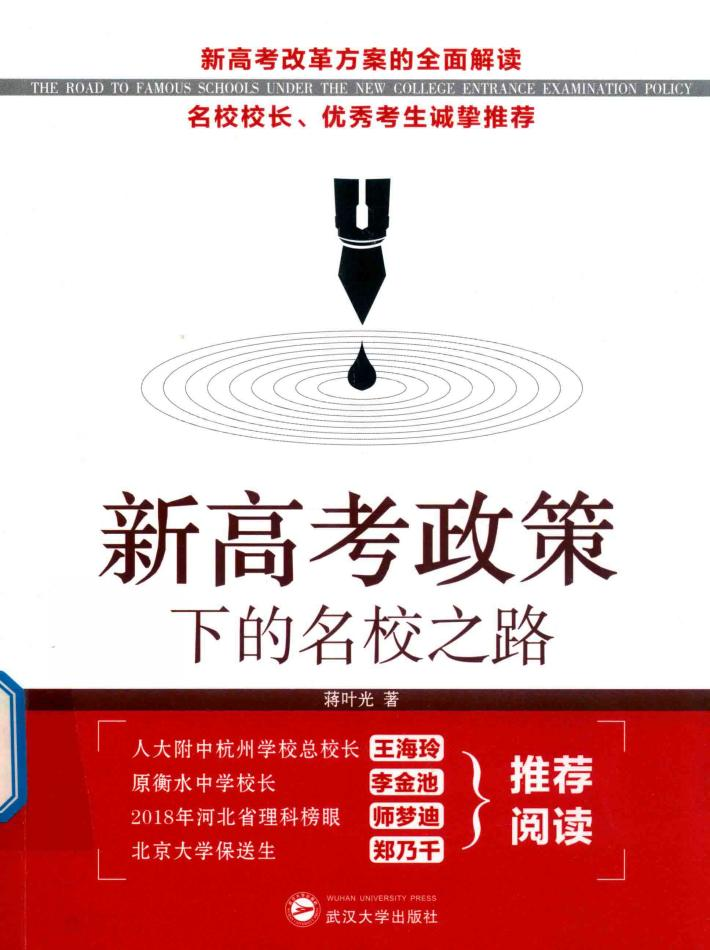 新高考改革方案的全面解读
THE ROAD TO FAMOUS SCHOOLS UNDER THE NEW COLLEGE ENTRANCE EXAMINATION POLICY
名校校长、优秀考生诚挚推荐
新高考政策
下的名校之路
蒋叶光 著
人大附中杭州学校总校长 王海玲
原衡水中学校长 李金池
2018年河北省理科榜眼 师梦迪
北京大学保送生 郑乃千
推荐
阅读
WUHAN UNIVERSITY PRESS
武汉大学出版社